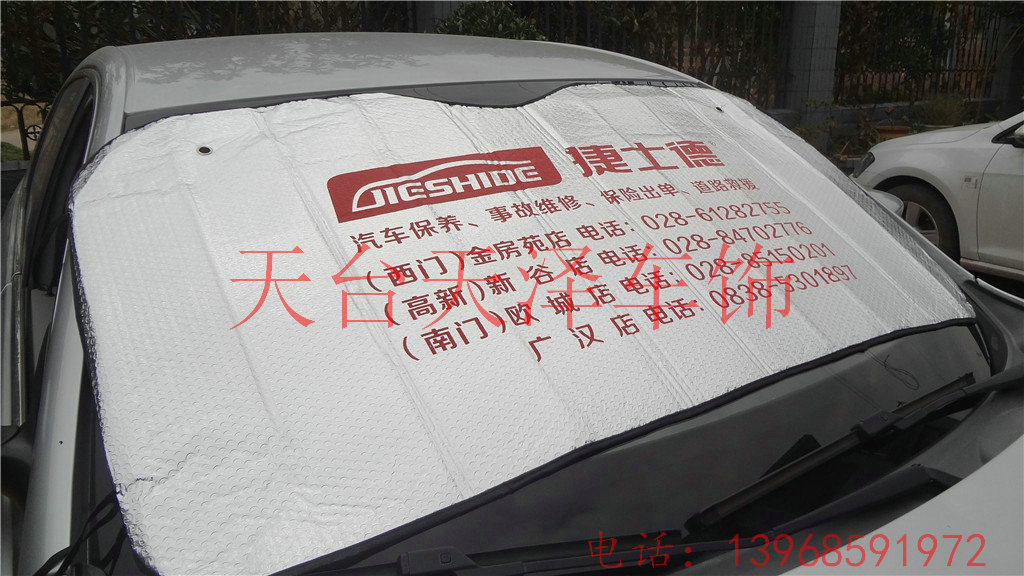 JIESHIDE 捷士德
汽车保养、事故维修、保险出单、道路救援
(西门)金房苑店 电话: 028-61282755
(高新)新谷店 电话: 028-84702776
(南门)欧城店 电话: 028-85150201
广汉店 电话: 0838-5301897
天台天泽车饰
电话: 13968591972